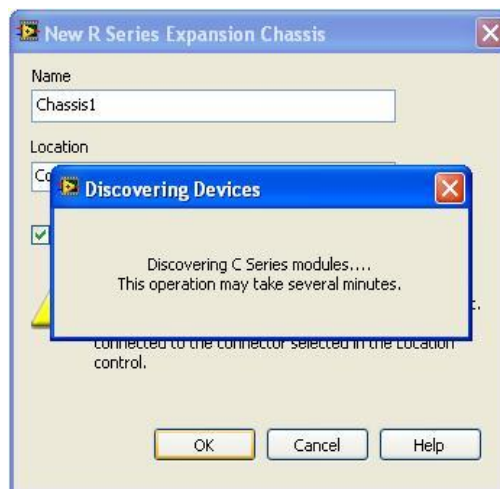 New R Series Expansion Chassis
Name
Chassis1
Location
Discovering Devices
Discovering C Series modules....
This operation may take several minutes.
connected to the connector selected in the Location
control.
OK
Cancel
Help